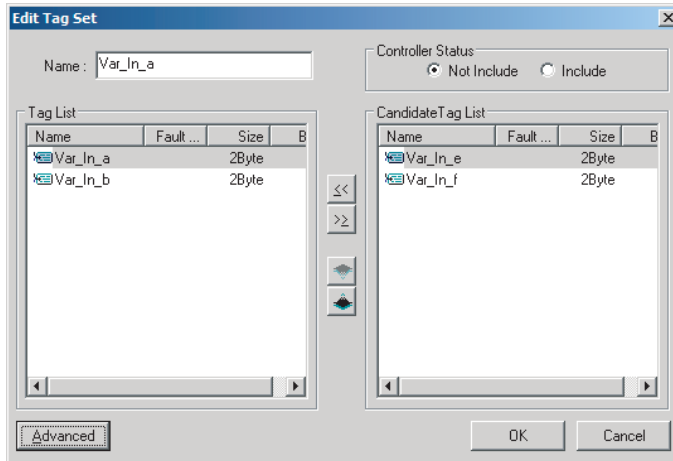 Edit Tag Set
Name : Var_In_a
Controller Status
Not Include Include
Tag List
Name Fault ... Size B
Var_In_a 2Byte
Var_In_b 2Byte
<<
>>
CandidateTag List
Name Fault ... Size B
Var_In_e 2Byte
Var_In_f 2Byte
Advanced
OK Cancel